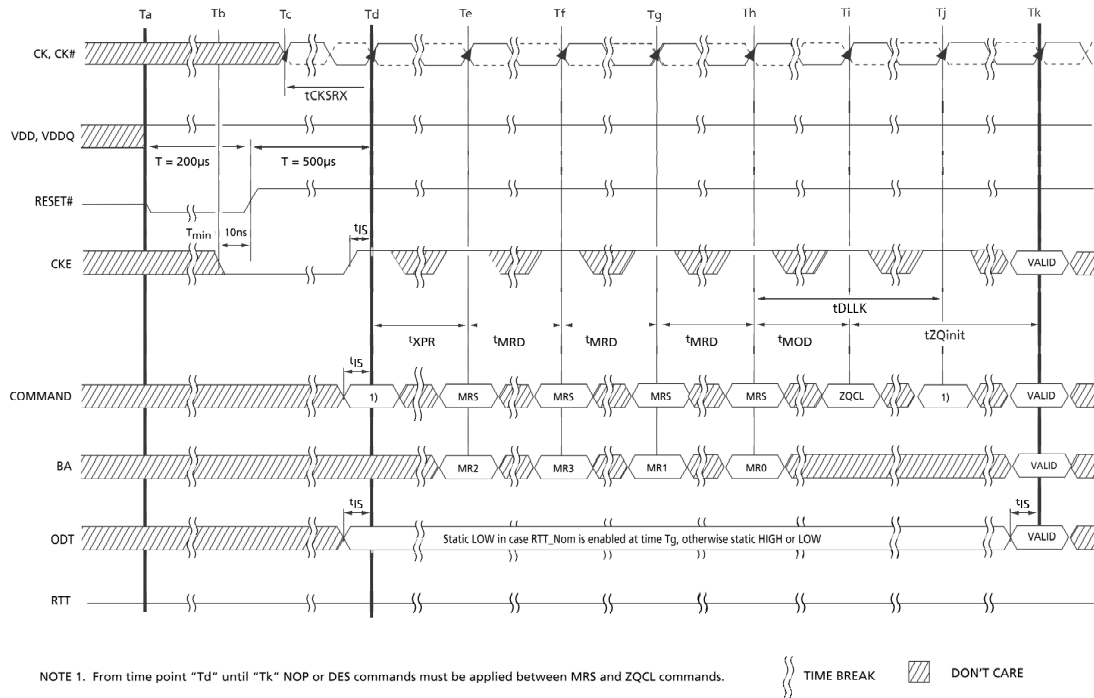 Ta Tb Tc Td Te Tf Tg Th Ti Tj Tk
CK, CK#
tCKSRX
VDD, VDDQ
T = 200µs T = 500µs
RESET#
Tmin 10ns tIS
CKE VALID
tDLLK
tXPR tMRD tMRD tMRD tMOD tZQinit
tIS
COMMAND 1) MRS MRS MRS MRS ZQCL 1) VALID
BA MR2 MR3 MR1 MR0 VALID
tIS tIS
ODT Static LOW in case RTT_Nom is enabled at time Tg, otherwise static HIGH or LOW VALID
RTT
NOTE 1. From time point "Td" until "Tk" NOP or DES commands must be applied between MRS and ZQCL commands. TIME BREAK DON'T CARE